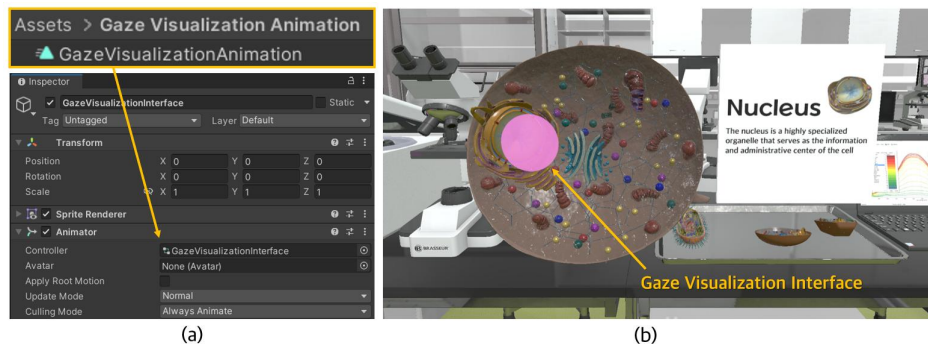 Assets > Gaze Visualization Animation
GazeVisualizationAnimation
Inspector
GazeVisualizationInterface
Static
Tag Untagged
Layer Default
Transform
Position X 0 Y 0 Z 0
Rotation X 0 Y 0 Z 0
Scale X 1 Y 1 Z 1
Sprite Renderer
Animator
Controller GazeVisualizationInterface
Avatar None (Avatar)
Apply Root Motion
Update Mode Normal
Culling Mode Always Animate
(a)
Nucleus
The nucleus is a highly specialized
organelle that serves as the information
and administrative center of the cell
Gaze Visualization Interface
(b)